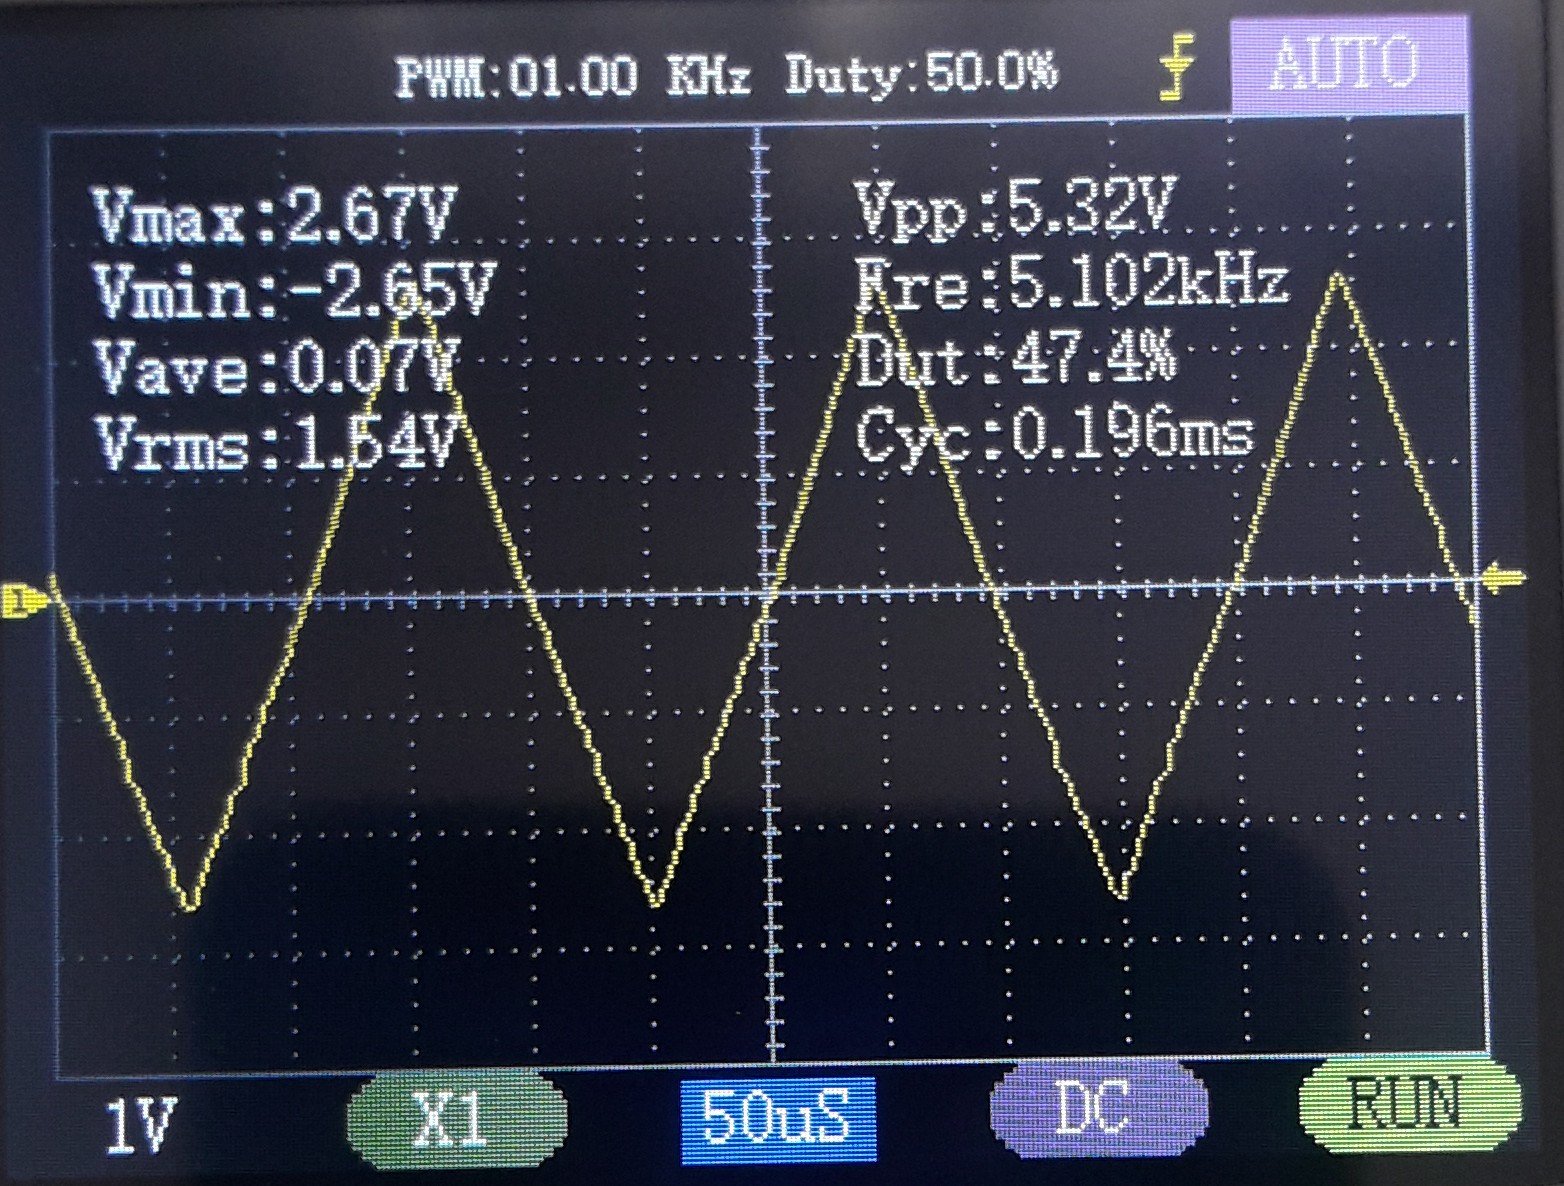 PWM:01.00 KHz Duty:50.0% AUTO
Vmax:2.67V Vpp:5.32V
Vmin:-2.65V Fre:5.102kHz
Vave:0.07V Dut:47.4%
Vrms:1.54V Cyc:0.196ms
1
1V X1 50uS DC RUN